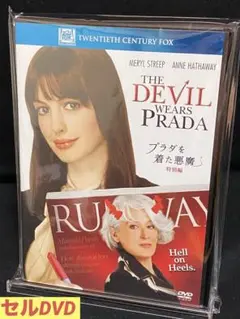 TWENTIETH CENTURY FOX
MERYL STREEP ANNE HATHAWAY
THE
DEVIL
WEARS
PRADA
プラダを
着た悪魔
特別編
RUNWAY
Hell
on
Heels.
DVD
セルDVD